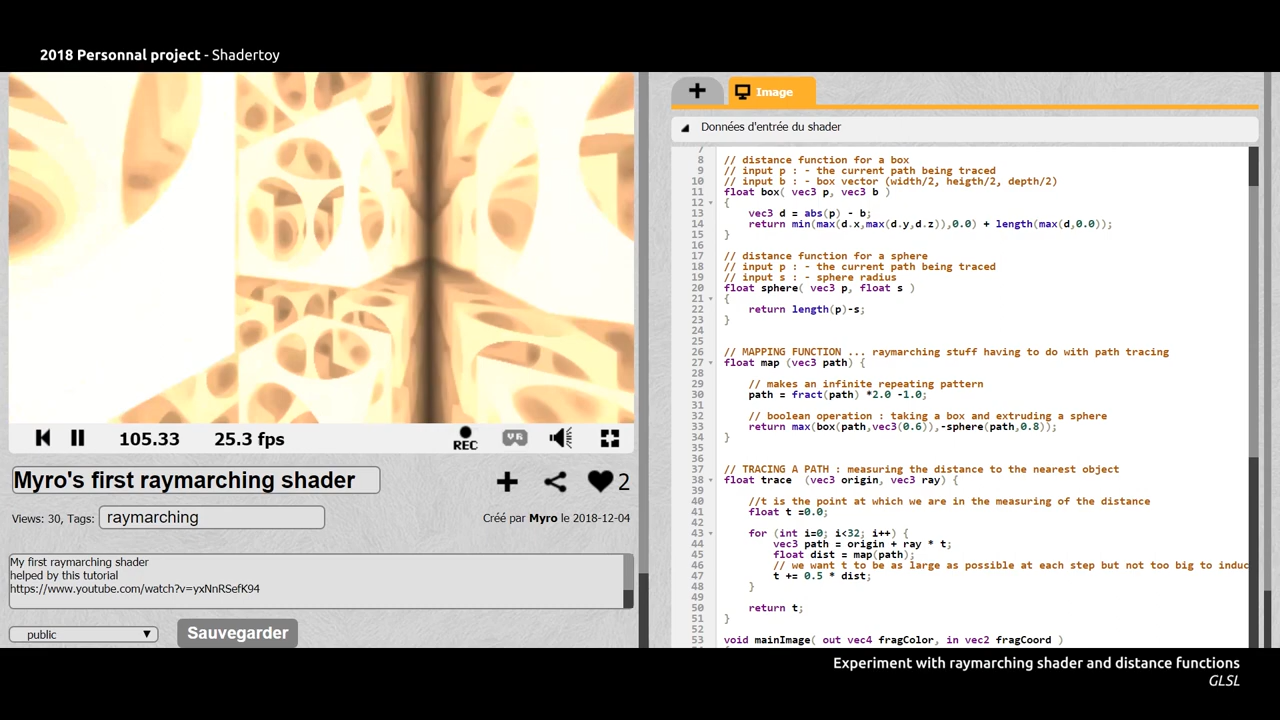 2018 Personnal project - Shadertoy
105.33 25.3 fps
REC
VR
Myro's first raymarching shader
2
Views: 30, Tags: raymarching
Créé par Myro le 2018-12-04
My first raymarching shader
helped by this tutorial
https://www.youtube.com/watch?v=yxNnRSefK94
public
Sauvegarder
+ Image
Données d'entrée du shader
7
8 // distance function for a box
9 // input p : - the current path being traced
10 // input b : - box vector (width/2, heigth/2, depth/2)
11 float box( vec3 p, vec3 b )
12 {
13 vec3 d = abs(p) - b;
14 return min(max(d.x,max(d.y,d.z)),0.0) + length(max(d,0.0));
15 }
16
17 // distance function for a sphere
18 // input p : - the current path being traced
19 // input s : - sphere radius
20 float sphere( vec3 p, float s )
21 {
22 return length(p)-s;
23 }
24
25
26 // MAPPING FUNCTION ... raymarching stuff having to do with path tracing
27 float map (vec3 path) {
28
29 // makes an infinite repeating pattern
30 path = fract(path) *2.0 -1.0;
31
32 // boolean operation : taking a box and extruding a sphere
33 return max(box(path,vec3(0.6)),-sphere(path,0.8));
34 }
35
36
37 // TRACING A PATH : measuring the distance to the nearest object
38 float trace (vec3 origin, vec3 ray) {
39
40 //t is the point at which we are in the measuring of the distance
41 float t =0.0;
42
43 for (int i=0; i<32; i++) {
44 vec3 path = origin + ray * t;
45 float dist = map(path);
46 // we want t to be as large as possible at each step but not too big to induc
47 t += 0.5 * dist;
48 }
49
50 return t;
51 }
52
53 void mainImage( out vec4 fragColor, in vec2 fragCoord )
Experiment with raymarching shader and distance functions
GLSL